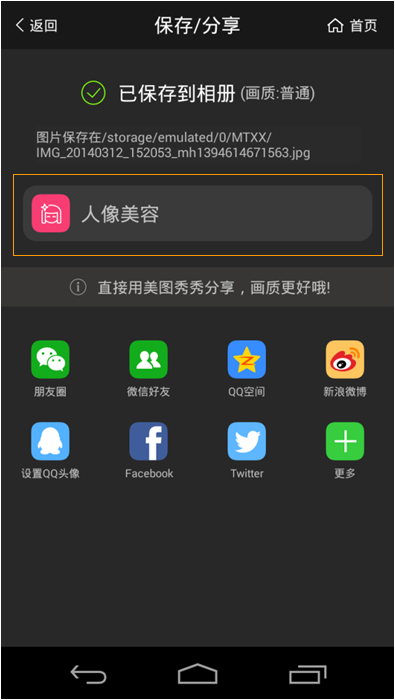 返回
保存/分享
首页
已保存到相册 (画质:普通)
图片保存在/storage/emulated/0/MTXX/
IMG_20140312_152053_mh1394614671563.jpg
人像美容
直接用美图秀秀分享，画质更好哦!
朋友圈
微信好友
QQ空间
新浪微博
设置QQ头像
Facebook
Twitter
更多